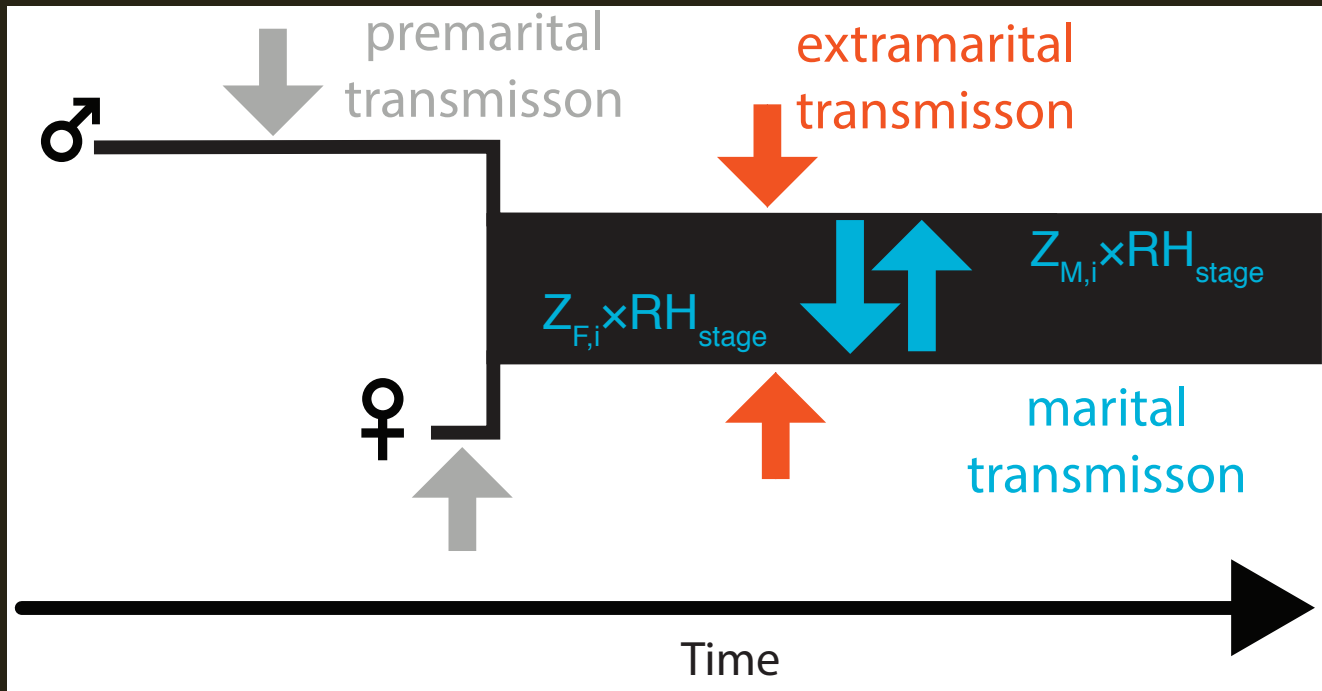 premarital
transmisson
extramarital
transmisson
Z_M,i×RH_stage
Z_F,i×RH_stage
marital
transmisson
Time